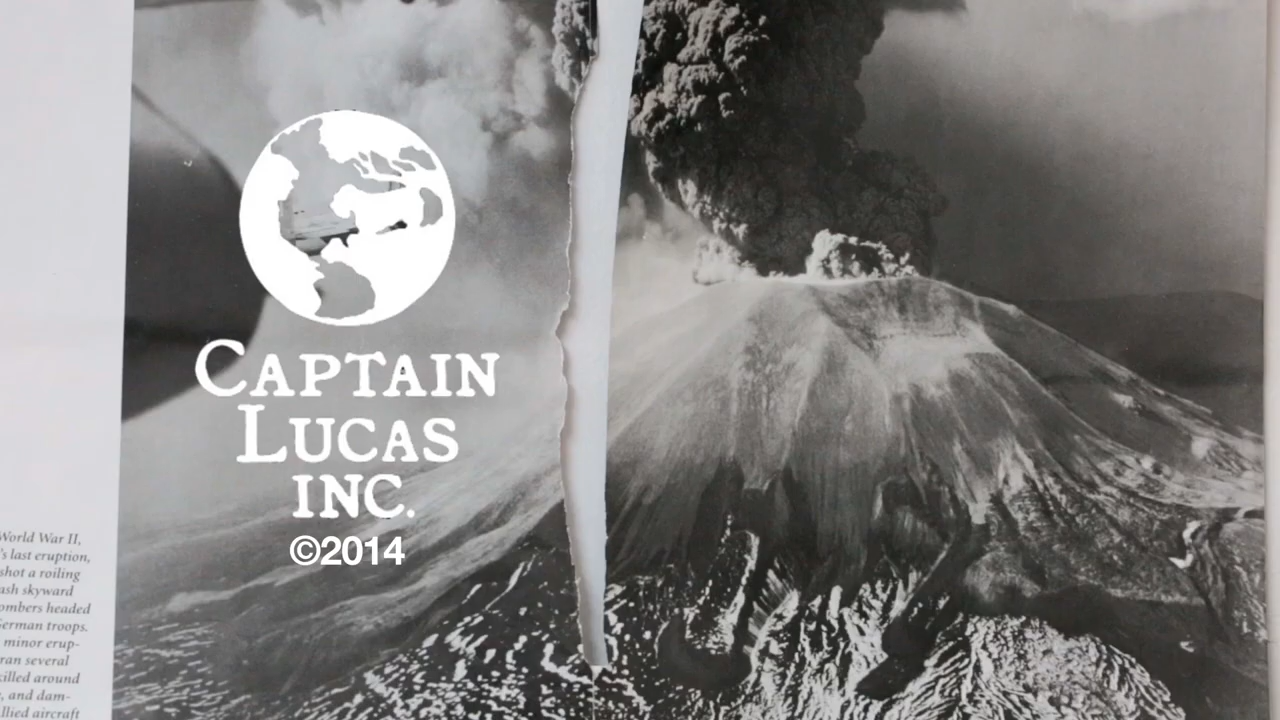 CAPTAIN
LUCAS
INC.
©2014
World War II,
's last eruption,
shot a roiling
ash skyward
ombers headed
German troops.
minor erup-
ran several
killed around
, and dam-
llied aircraft